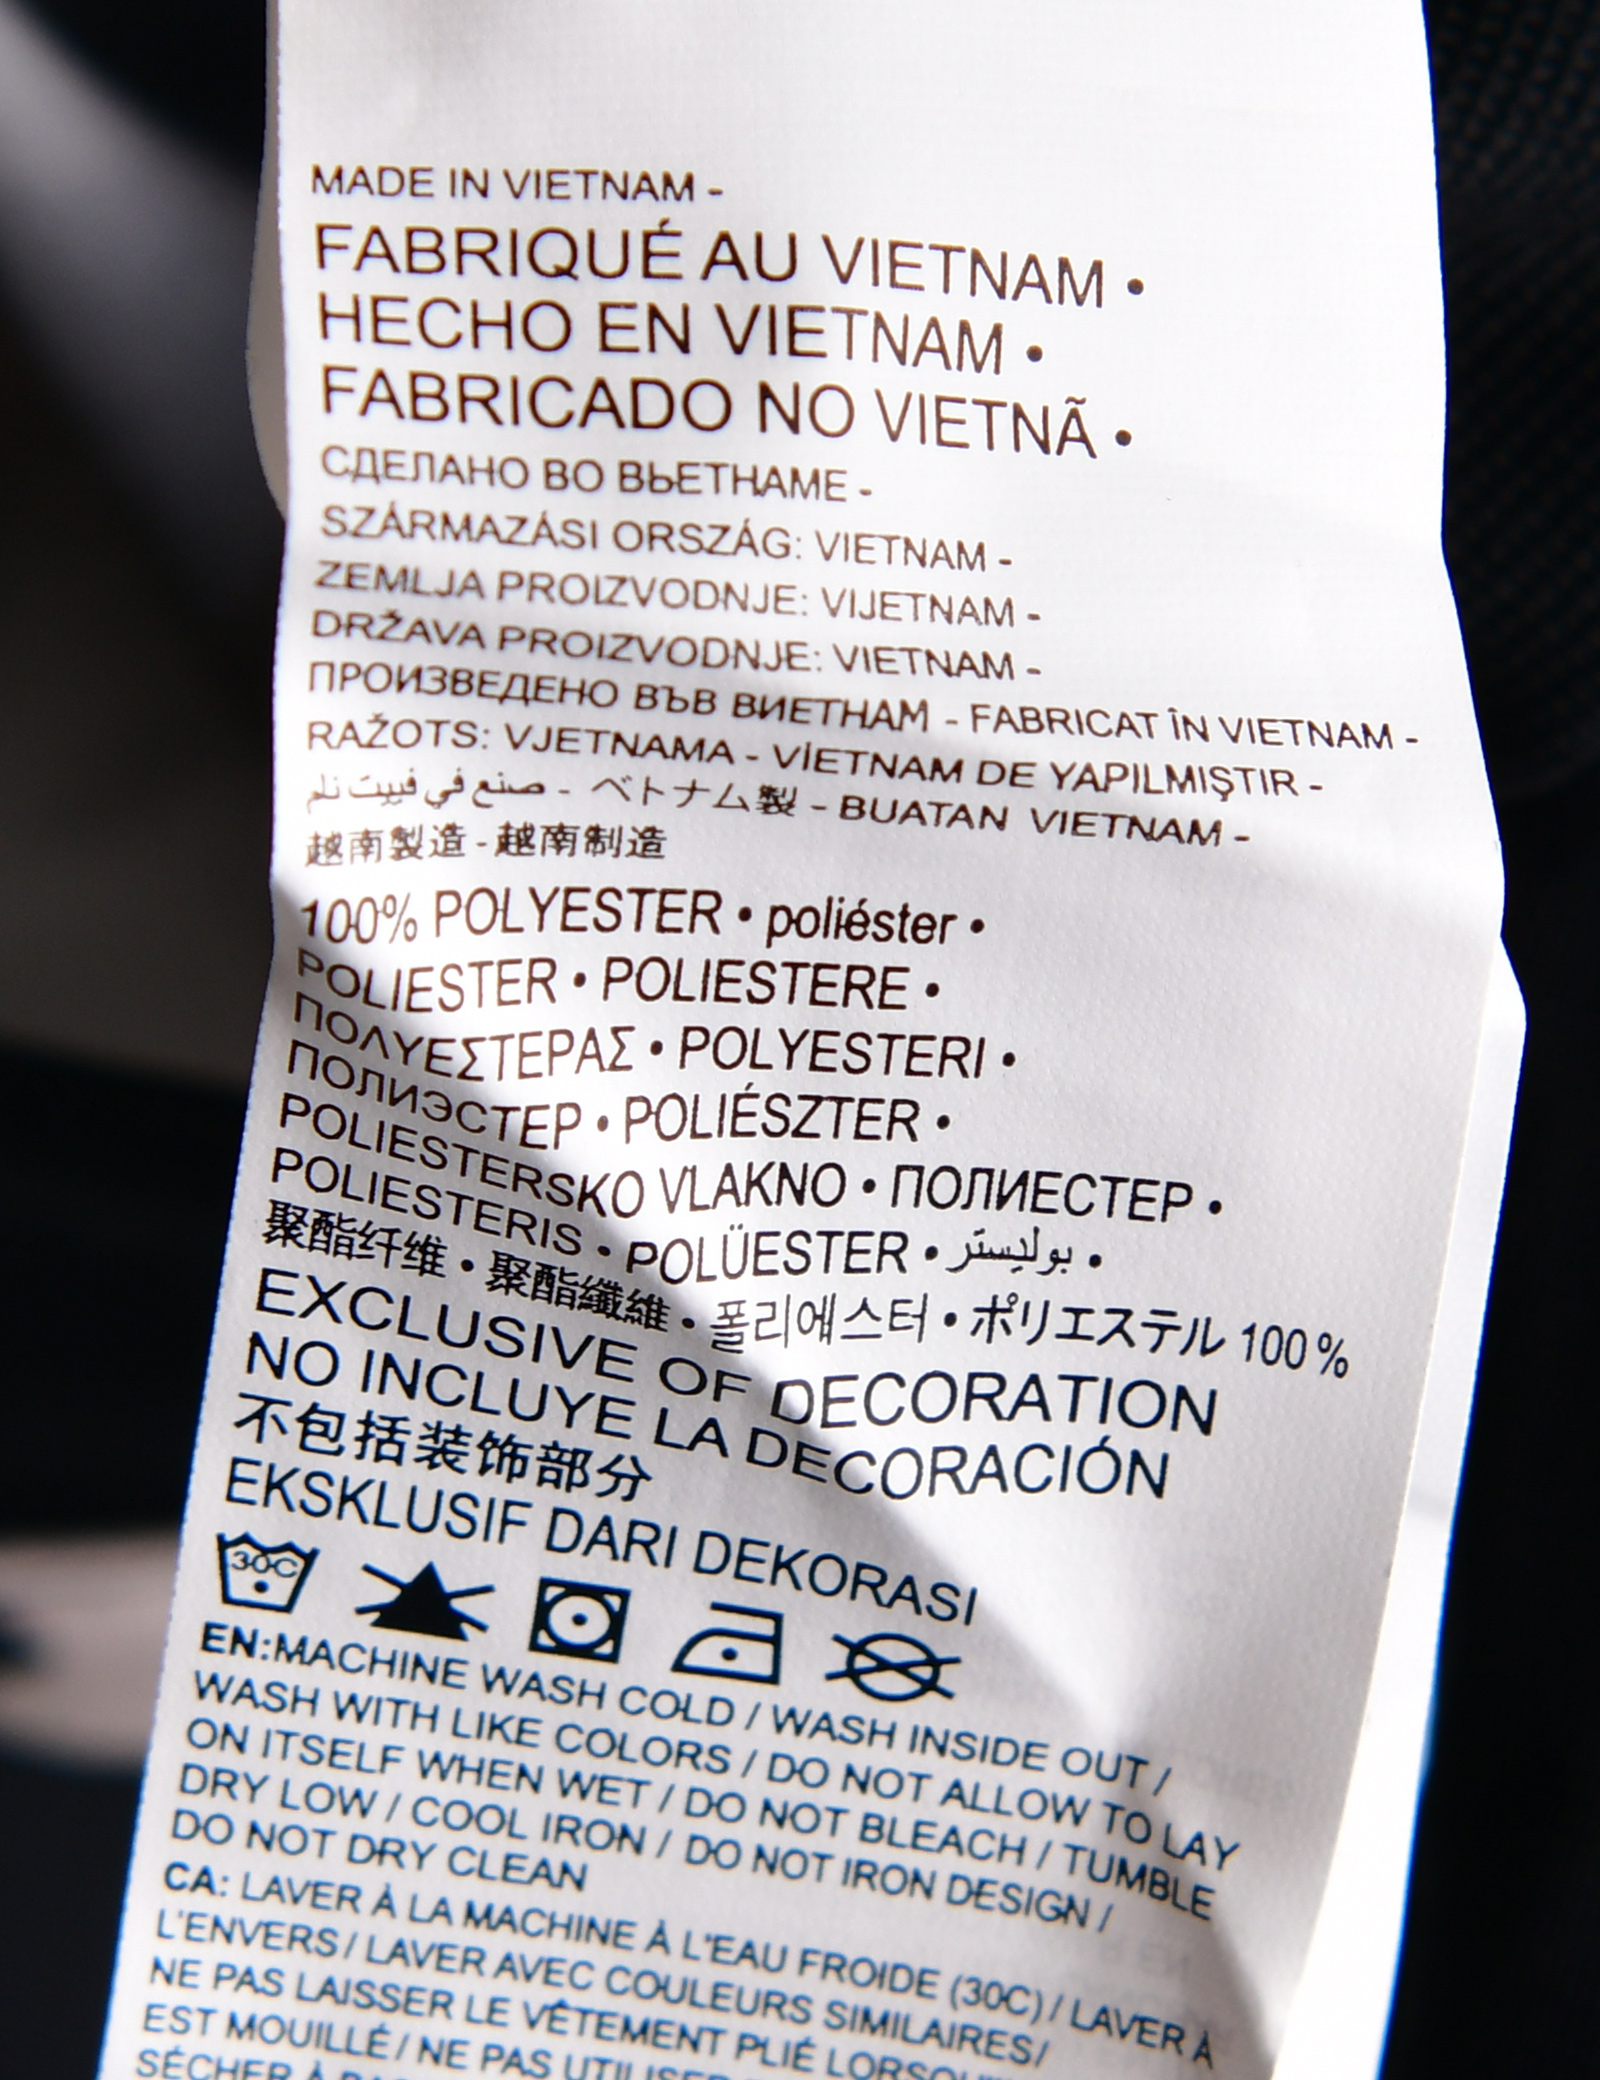 MADE IN VIETNAM -
FABRIQUÉ AU VIETNAM •
HECHO EN VIETNAM •
FABRICADO NO VIETNÃ •
СДЕЛАНО ВО ВЬЕТНАМЕ -
SZÁRMAZÁSI ORSZÁG: VIETNAM -
ZEMLJA PROIZVODNJE: VIJETNAM -
DRŽAVA PROIZVODNJE: VIETNAM -
ПРОИЗВЕДЕНО ВЪВ ВИЕТНАМ - FABRICAT ÎN VIETNAM -
RAŽOTS: VJETNAMA - VİETNAM DE YAPILMIŞTIR -
صنع في فييت نام - ベトナム製 - BUATAN VIETNAM -
越南製造 - 越南制造
100% POLYESTER • poliéster •
POLIESTER • POLIESTERE •
ΠΟΛΥΕΣΤΕΡΑΣ • POLYESTERI •
ПОЛИЭСТЕР • POLIÉSZTER •
POLIESTERSKO VLAKNO • ПОЛИЕСТЕР •
POLIESTERIS • POLÜESTER • بوليستر •
聚酯纤维 • 聚酯纖維 • 폴리에스터 • ポリエステル 100%
EXCLUSIVE OF DECORATION
NO INCLUYE LA DECORACIÓN
不包括装饰部分
EKSKLUSIF DARI DEKORASI
30C
EN:MACHINE WASH COLD / WASH INSIDE OUT /
WASH WITH LIKE COLORS / DO NOT ALLOW TO LAY
ON ITSELF WHEN WET / DO NOT BLEACH / TUMBLE
DRY LOW / COOL IRON / DO NOT IRON DESIGN /
DO NOT DRY CLEAN
CA: LAVER À LA MACHINE À L'EAU FROIDE (30C) / LAVER À
L'ENVERS / LAVER AVEC COULEURS SIMILAIRES /
NE PAS LAISSER LE VÊTEMENT PLIÉ
EST MOUILLÉ / NE PAS
SÉCHER À